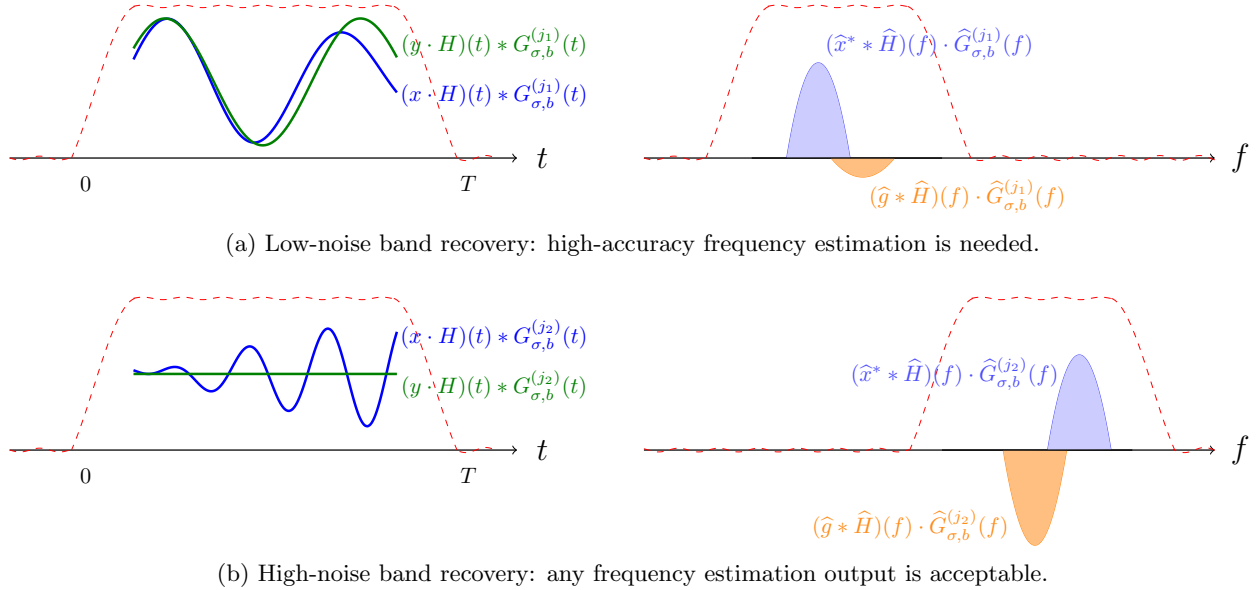 (y · H)(t) ∗ G_{σ,b}^{(j_1)}(t)
(x · H)(t) ∗ G_{σ,b}^{(j_1)}(t)
t
0
T
(x̂* ∗ Ĥ)(f) · Ĝ_{σ,b}^{(j_1)}(f)
f
(ĝ ∗ Ĥ)(f) · Ĝ_{σ,b}^{(j_1)}(f)
(a) Low-noise band recovery: high-accuracy frequency estimation is needed.
(x · H)(t) ∗ G_{σ,b}^{(j_2)}(t)
(y · H)(t) ∗ G_{σ,b}^{(j_2)}(t)
t
0
T
(x̂* ∗ Ĥ)(f) · Ĝ_{σ,b}^{(j_2)}(f)
f
(ĝ ∗ Ĥ)(f) · Ĝ_{σ,b}^{(j_2)}(f)
(b) High-noise band recovery: any frequency estimation output is acceptable.